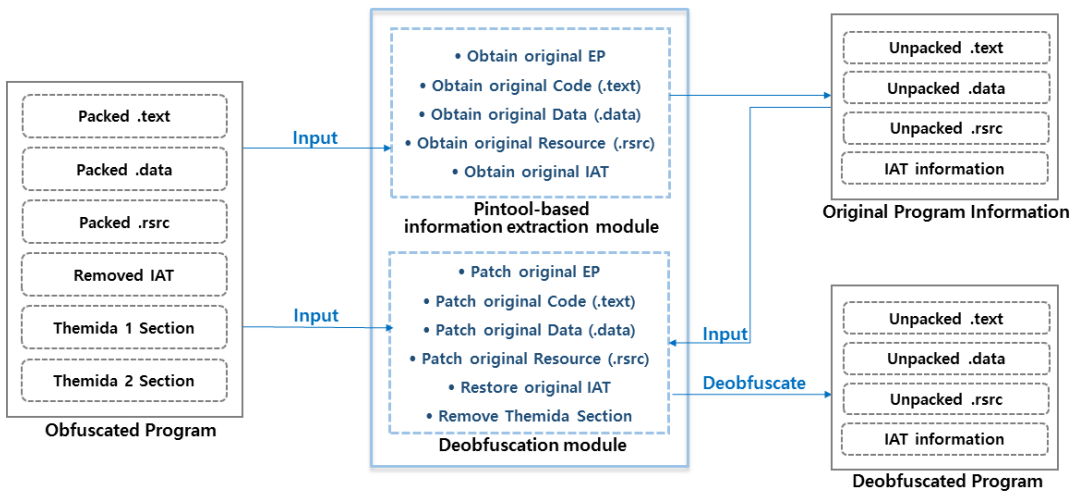 Packed .text
Packed .data
Packed .rsrc
Removed IAT
Themida 1 Section
Themida 2 Section
Obfuscated Program
Input
Input
• Obtain original EP
• Obtain original Code (.text)
• Obtain original Data (.data)
• Obtain original Resource (.rsrc)
• Obtain original IAT
Pintool-based
information extraction module
• Patch original EP
• Patch original Code (.text)
• Patch original Data (.data)
• Patch original Resource (.rsrc)
• Restore original IAT
• Remove Themida Section
Deobfuscation module
Input
Deobfuscate
Unpacked .text
Unpacked .data
Unpacked .rsrc
IAT information
Original Program Information
Unpacked .text
Unpacked .data
Unpacked .rsrc
IAT information
Deobfuscated Program